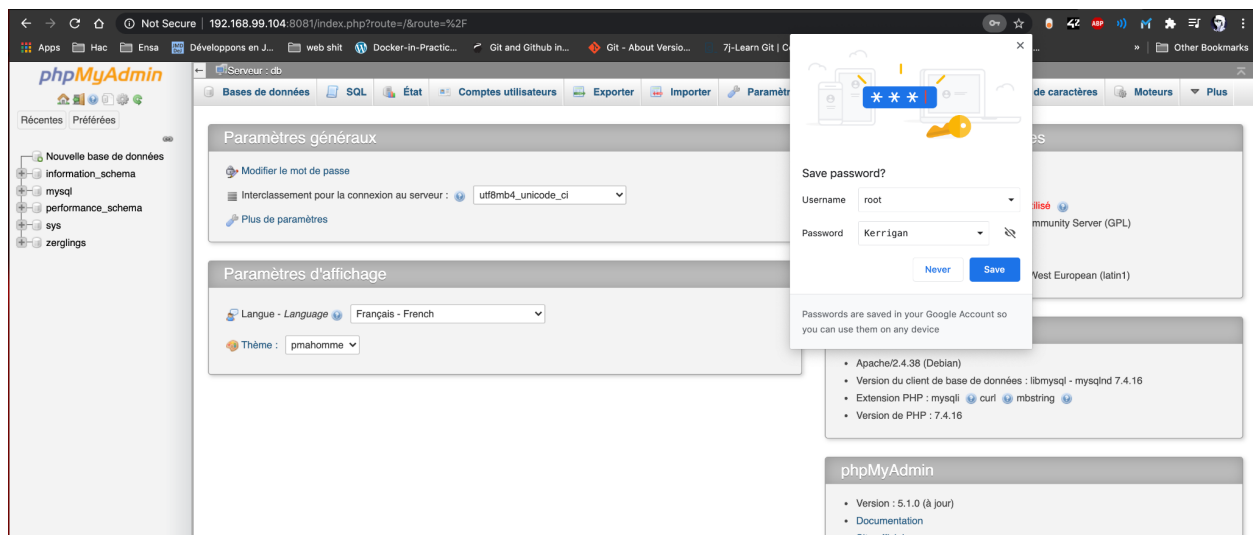 Not Secure | 192.168.99.104:8081/index.php?route=/&route=%2F
Apps Hac Ensa Développons en J... web shit Docker-in-Practic... Git and Github in... Git - About Versio... 7j-Learn Git | C ... » Other Bookmarks
phpMyAdmin
Récentes Préférées
Nouvelle base de données
information_schema
mysql
performance_schema
sys
zerglings
Serveur : db
Bases de données SQL État Comptes utilisateurs Exporter Importer Paramètr de caractères Moteurs Plus
Paramètres généraux
Modifier le mot de passe
Interclassement pour la connexion au serveur : utf8mb4_unicode_ci
Plus de paramètres
Paramètres d'affichage
Langue - Language Français - French
Thème : pmahomme
Save password?
Username root
Password Kerrigan
Never Save
Passwords are saved in your Google Account so
you can use them on any device
es
ilisé
mmunity Server (GPL)
West European (latin1)
• Apache/2.4.38 (Debian)
• Version du client de base de données : libmysql - mysqlnd 7.4.16
• Extension PHP : mysqli curl mbstring
• Version de PHP : 7.4.16
phpMyAdmin
• Version : 5.1.0 (à jour)
• Documentation